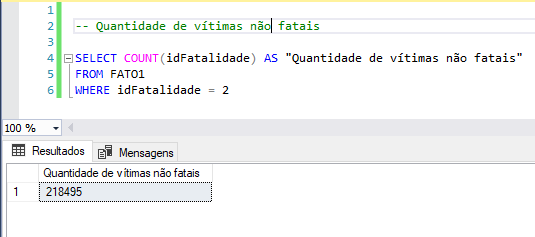 1
2 -- Quantidade de vítimas não fatais
3
4 SELECT COUNT(idFatalidade) AS "Quantidade de vítimas não fatais"
5 FROM FATO1
6 WHERE idFatalidade = 2
100 %
Resultados Mensagens
Quantidade de vítimas não fatais
1 218495